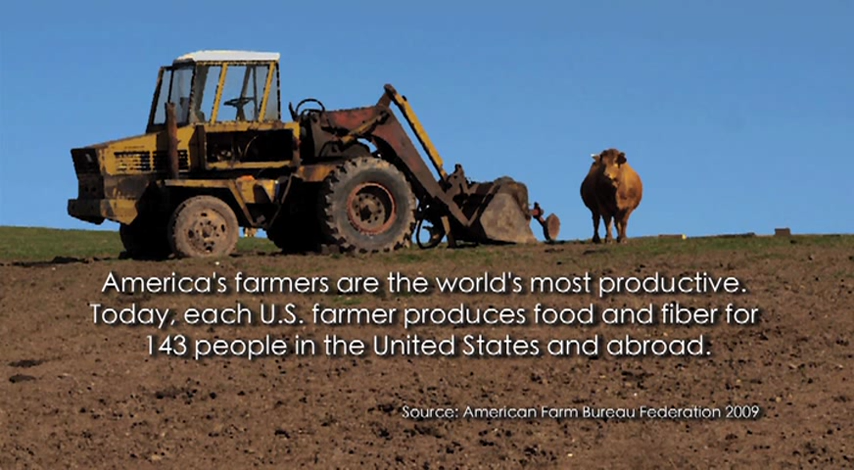 America's farmers are the world's most productive.
Today, each U.S. farmer produces food and fiber for
143 people in the United States and abroad.
Source: American Farm Bureau Federation 2009